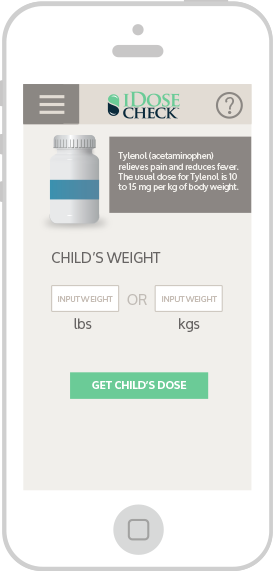 ?
iDOSE
CHECK
Tylenol (acetaminophen)
relieves pain and reduces fever.
The usual dose for Tylenol is 10
to 15 mg per kg of body weight.
CHILD'S WEIGHT
INPUT WEIGHT OR INPUT WEIGHT
lbs kgs
GET CHILD'S DOSE